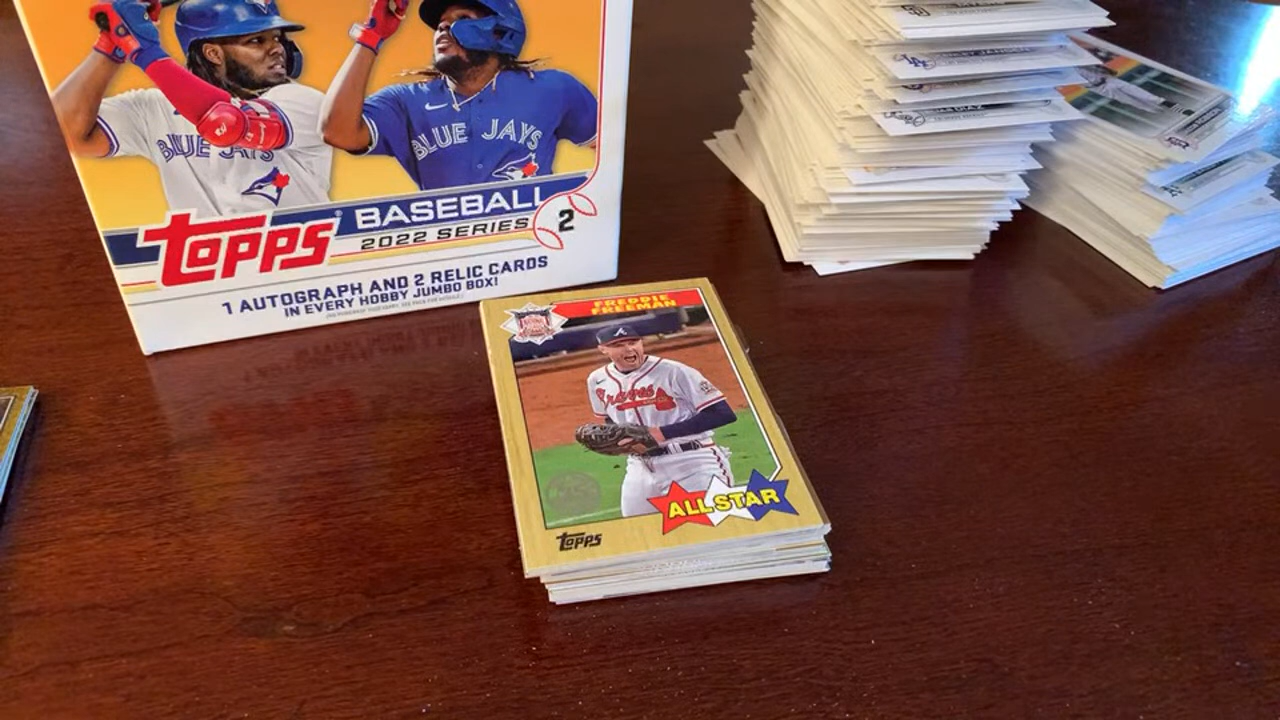 BLUE JAYS
BLUE JAYS
TOPPS
BASEBALL
2022 SERIES 2
1 AUTOGRAPH AND 2 RELIC CARDS
IN EVERY HOBBY JUMBO BOX!
FREDDIE
FREEMAN
Braves
ALL STAR
TOPPS
LA